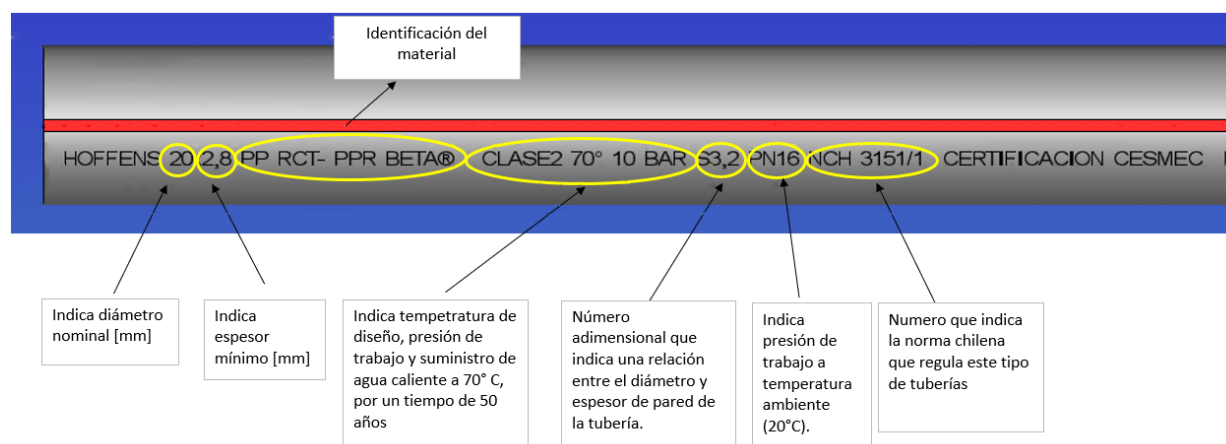 Identificación del
material
HOFFENS 20 2,8 PP RCT- PPR BETA® CLASE2 70° 10 BAR S3,2 PN16 NCH 3151/1 CERTIFICACION CESMEC
Indica diámetro
nominal [mm]
Indica
espesor
mínimo [mm]
Indica tempetratura de
diseño, presión de
trabajo y suministro de
agua caliente a 70° C,
por un tiempo de 50
años
Número
adimensional que
indica una relación
entre el diámetro y
espesor de pared de
la tubería.
Indica
presión de
trabajo a
temperatura
ambiente
(20°C).
Numero que indica
la norma chilena
que regula este tipo
de tuberías